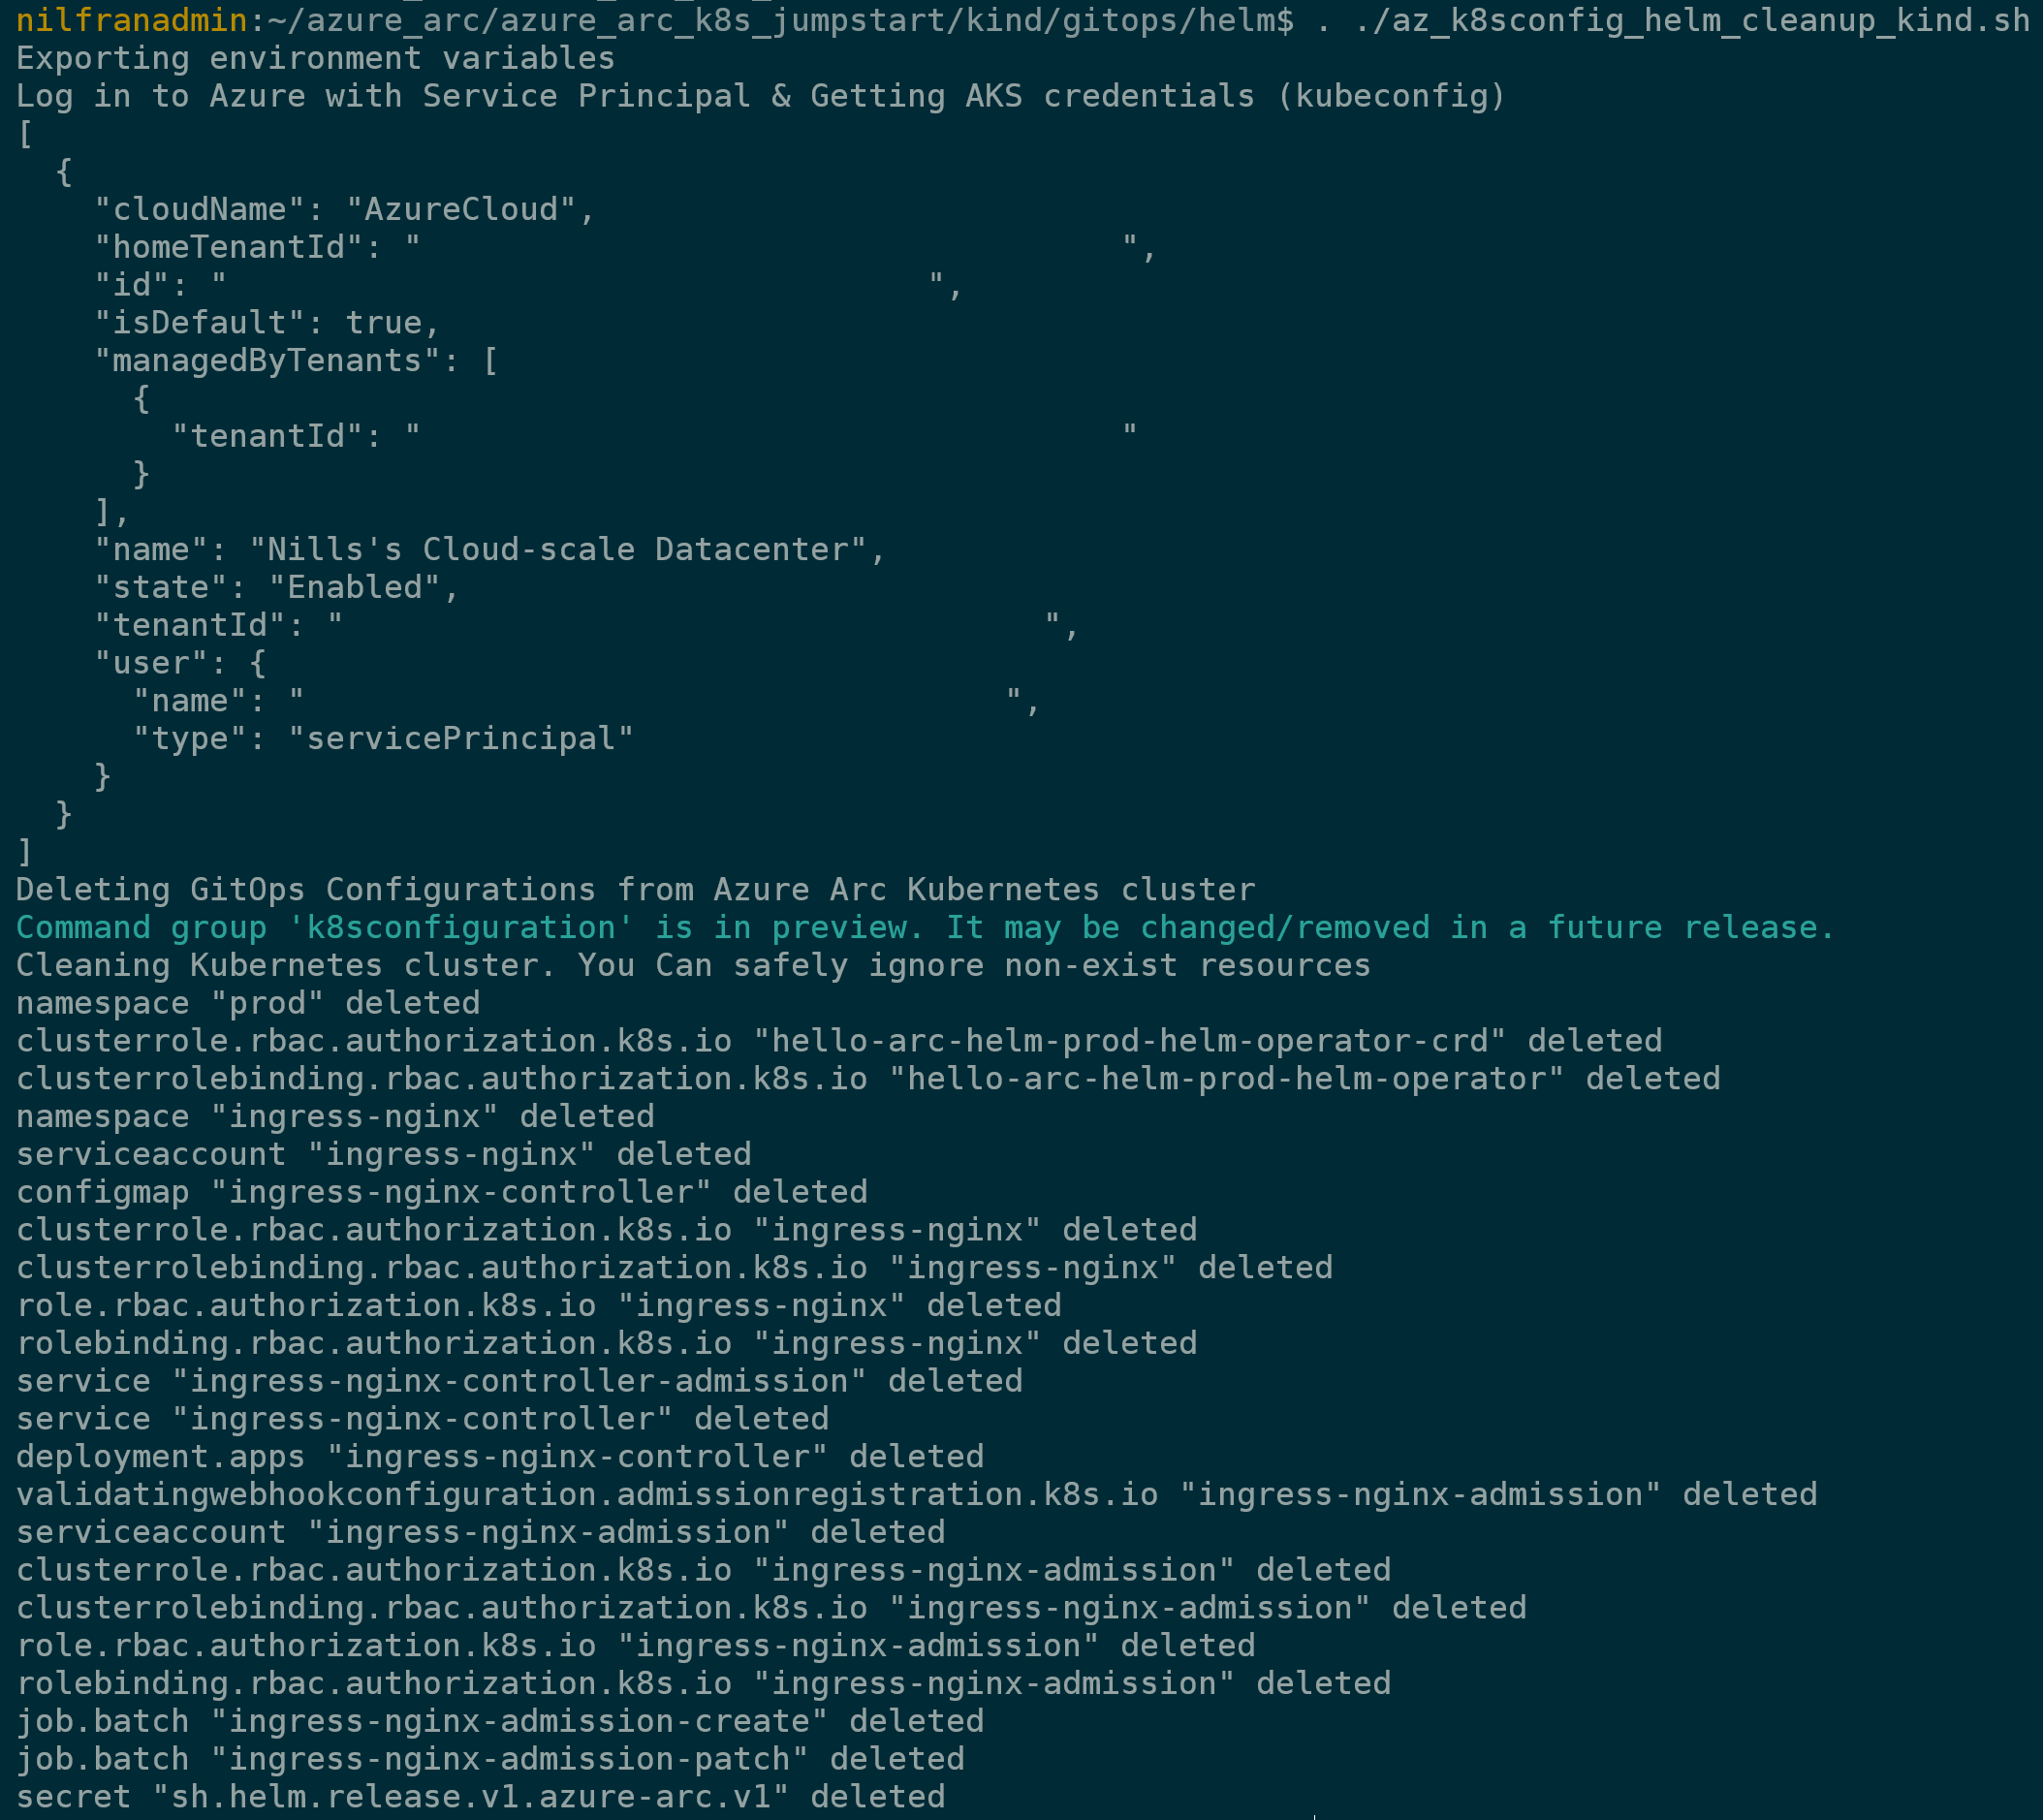 nilfranadmin:~/azure_arc/azure_arc_k8s_jumpstart/kind/gitops/helm$ . ./az_k8sconfig_helm_cleanup_kind.sh
Exporting environment variables
Log in to Azure with Service Principal & Getting AKS credentials (kubeconfig)
[
  {
    "cloudName": "AzureCloud",
    "homeTenantId": "                                    ",
    "id": "                                    ",
    "isDefault": true,
    "managedByTenants": [
      {
        "tenantId": "                                    "
      }
    ],
    "name": "Nills's Cloud-scale Datacenter",
    "state": "Enabled",
    "tenantId": "                                    ",
    "user": {
      "name": "                                    ",
      "type": "servicePrincipal"
    }
  }
]
Deleting GitOps Configurations from Azure Arc Kubernetes cluster
Command group 'k8sconfiguration' is in preview. It may be changed/removed in a future release.
Cleaning Kubernetes cluster. You Can safely ignore non-exist resources
namespace "prod" deleted
clusterrole.rbac.authorization.k8s.io "hello-arc-helm-prod-helm-operator-crd" deleted
clusterrolebinding.rbac.authorization.k8s.io "hello-arc-helm-prod-helm-operator" deleted
namespace "ingress-nginx" deleted
serviceaccount "ingress-nginx" deleted
configmap "ingress-nginx-controller" deleted
clusterrole.rbac.authorization.k8s.io "ingress-nginx" deleted
clusterrolebinding.rbac.authorization.k8s.io "ingress-nginx" deleted
role.rbac.authorization.k8s.io "ingress-nginx" deleted
rolebinding.rbac.authorization.k8s.io "ingress-nginx" deleted
service "ingress-nginx-controller-admission" deleted
service "ingress-nginx-controller" deleted
deployment.apps "ingress-nginx-controller" deleted
validatingwebhookconfiguration.admissionregistration.k8s.io "ingress-nginx-admission" deleted
serviceaccount "ingress-nginx-admission" deleted
clusterrole.rbac.authorization.k8s.io "ingress-nginx-admission" deleted
clusterrolebinding.rbac.authorization.k8s.io "ingress-nginx-admission" deleted
role.rbac.authorization.k8s.io "ingress-nginx-admission" deleted
rolebinding.rbac.authorization.k8s.io "ingress-nginx-admission" deleted
job.batch "ingress-nginx-admission-create" deleted
job.batch "ingress-nginx-admission-patch" deleted
secret "sh.helm.release.v1.azure-arc.v1" deleted